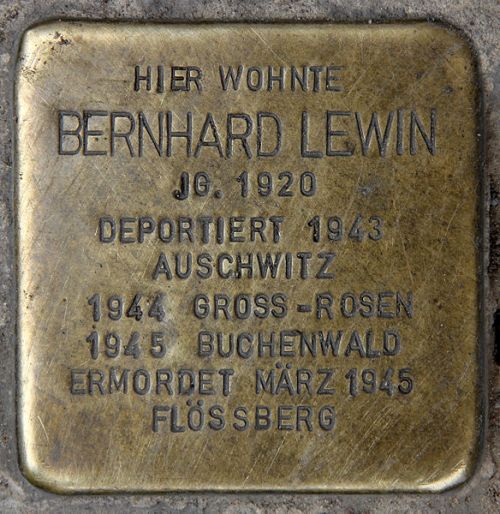 HIER WOHNTE
BERNHARD LEWIN
JG. 1920
DEPORTIERT 1943
AUSCHWITZ
1944 GROSS-ROSEN
1945 BUCHENWALD
ERMORDET MÄRZ 1945
FLÖSSBERG